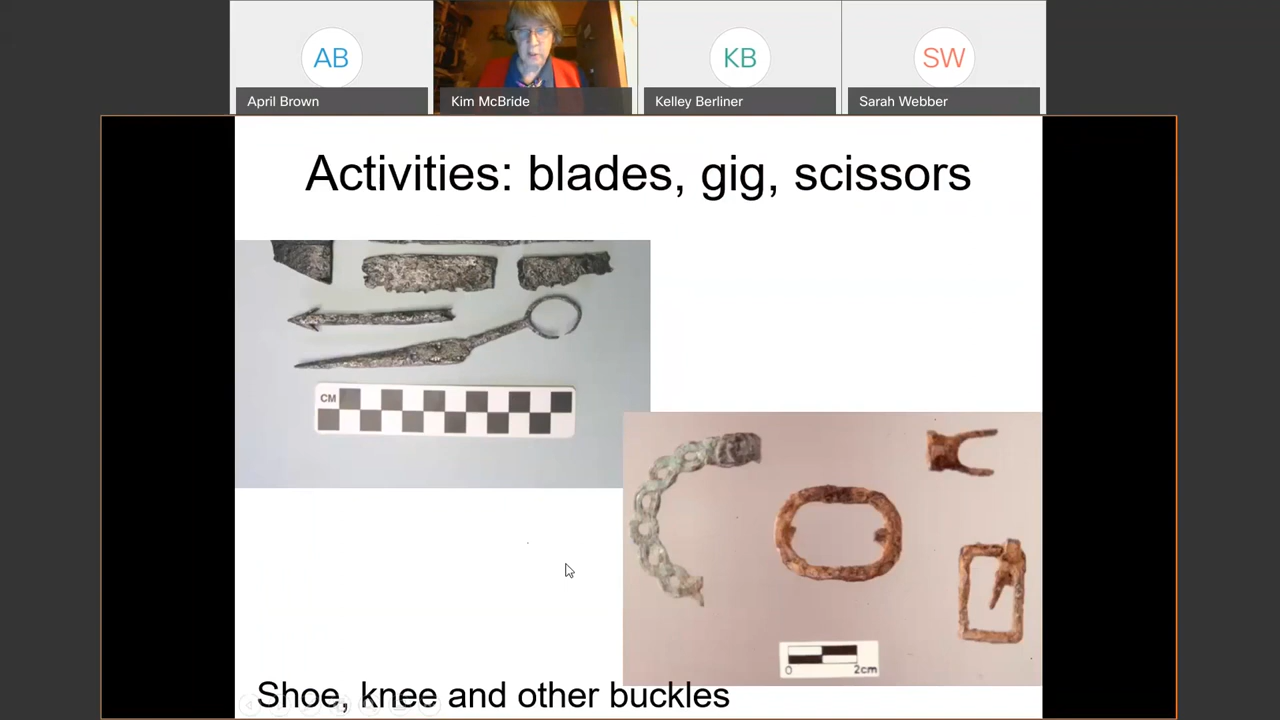 AB
KB
SW
April Brown
Kim McBride
Kelley Berliner
Sarah Webber
Activities: blades, gig, scissors
CM
0 2cm
Shoe, knee and other buckles